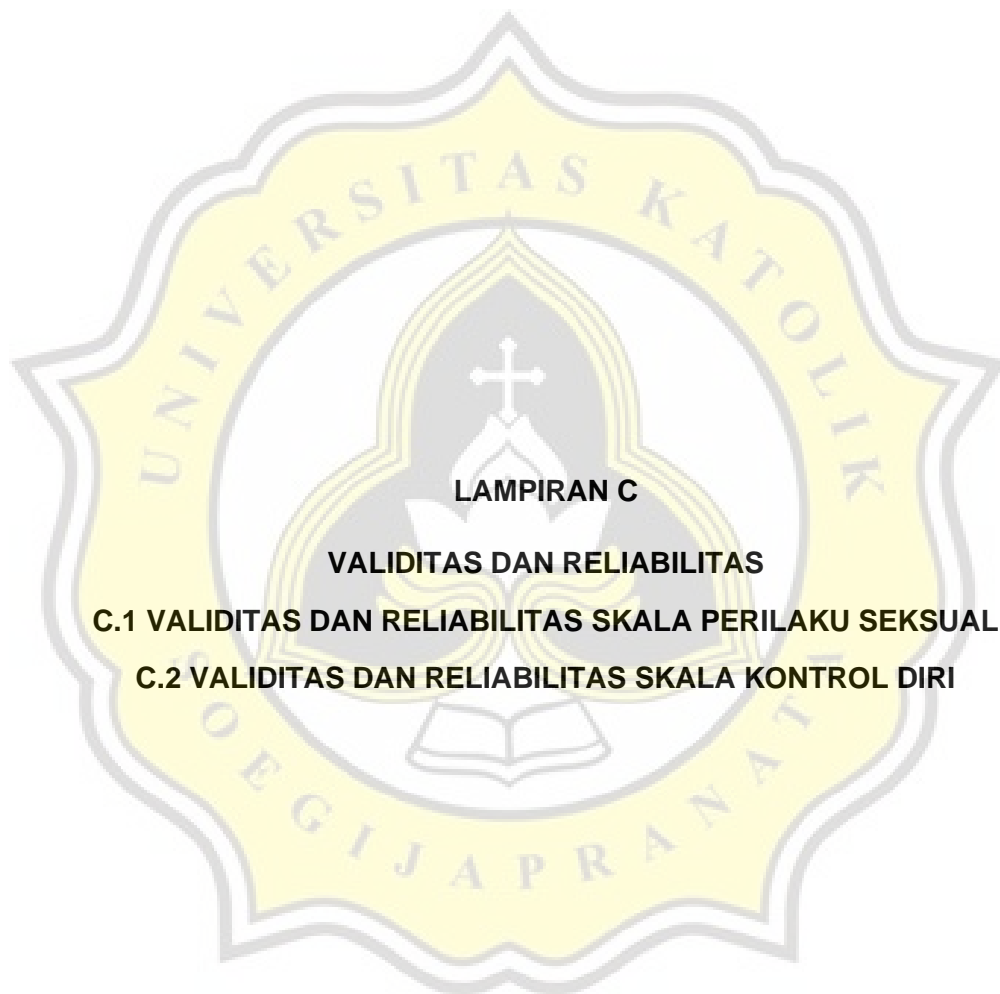 UNIVERSITAS KATOLIK
LAMPIRAN C
VALIDITAS DAN RELIABILITAS
C.1 VALIDITAS DAN RELIABILITAS SKALA PERILAKU SEKSUAL
C.2 VALIDITAS DAN RELIABILITAS SKALA KONTROL DIRI
SOEGIJAPRANATA